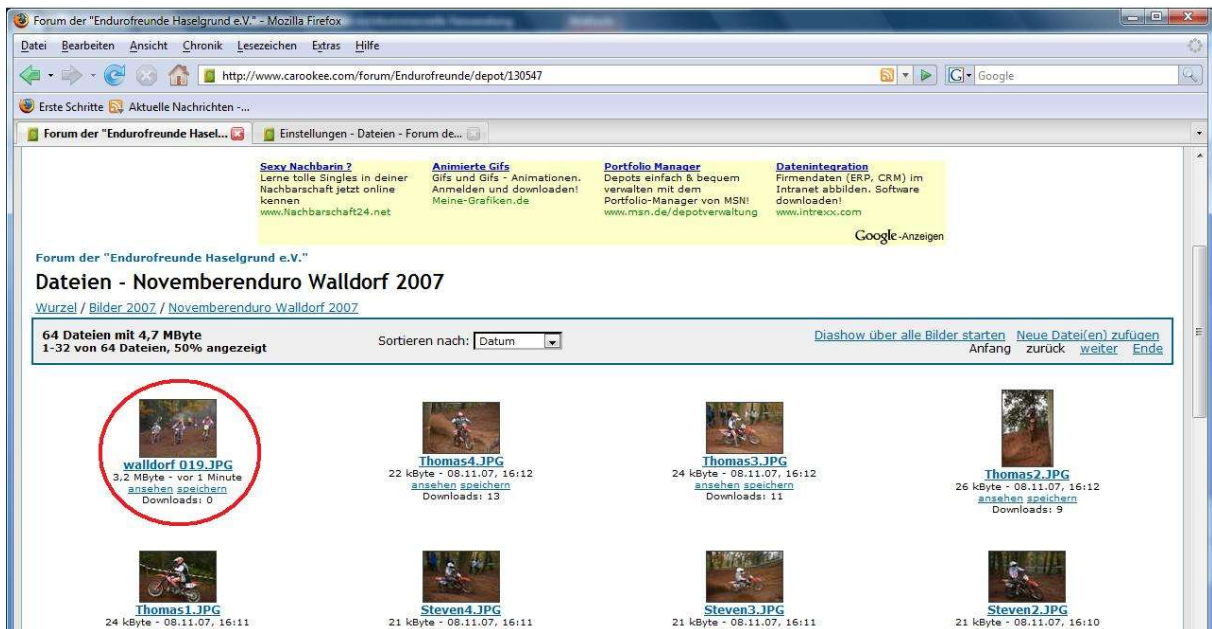 Forum der "Endurofreunde Haselgrund e.V." - Mozilla Firefox
Datei Bearbeiten Ansicht Chronik Lesezeichen Extras Hilfe
http://www.carookee.com/forum/Endurofreunde/depot/130547
G Google
Erste Schritte Aktuelle Nachrichten -...
Forum der "Endurofreunde Hasel... Einstellungen - Dateien - Forum de...
Sexy Nachbarin ?
Lerne tolle Singles in deiner
Nachbarschaft jetzt online
kennen
www.Nachbarschaft24.net
Animierte Gifs
Gifs und Gifs - Animationen.
Anmelden und downloaden!
Meine-Grafiken.de
Portfolio Manager
Depots einfach & bequem
verwalten mit dem
Portfolio-Manager von MSN!
www.msn.de/depotverwaltung
Datenintegration
Firmendaten (ERP, CRM) im
Intranet abbilden. Software
downloaden!
www.intrexx.com
Google-Anzeigen
Forum der "Endurofreunde Haselgrund e.V."
Dateien - Novemberenduro Walldorf 2007
Wurzel / Bilder 2007 / Novemberenduro Walldorf 2007
64 Dateien mit 4,7 MByte
1-32 von 64 Dateien, 50% angezeigt
Sortieren nach: Datum
Diashow über alle Bilder starten Neue Datei(en) zufügen
Anfang zurück weiter Ende
walldorf 019.JPG
3,2 MByte - vor 1 Minute
ansehen speichern
Downloads: 0
Thomas4.JPG
22 kByte - 08.11.07, 16:12
ansehen speichern
Downloads: 13
Thomas3.JPG
24 kByte - 08.11.07, 16:12
ansehen speichern
Downloads: 11
Thomas2.JPG
26 kByte - 08.11.07, 16:12
ansehen speichern
Downloads: 9
Thomas1.JPG
24 kByte - 08.11.07, 16:11
Steven4.JPG
21 kByte - 08.11.07, 16:11
Steven3.JPG
21 kByte - 08.11.07, 16:11
Steven2.JPG
21 kByte - 08.11.07, 16:10